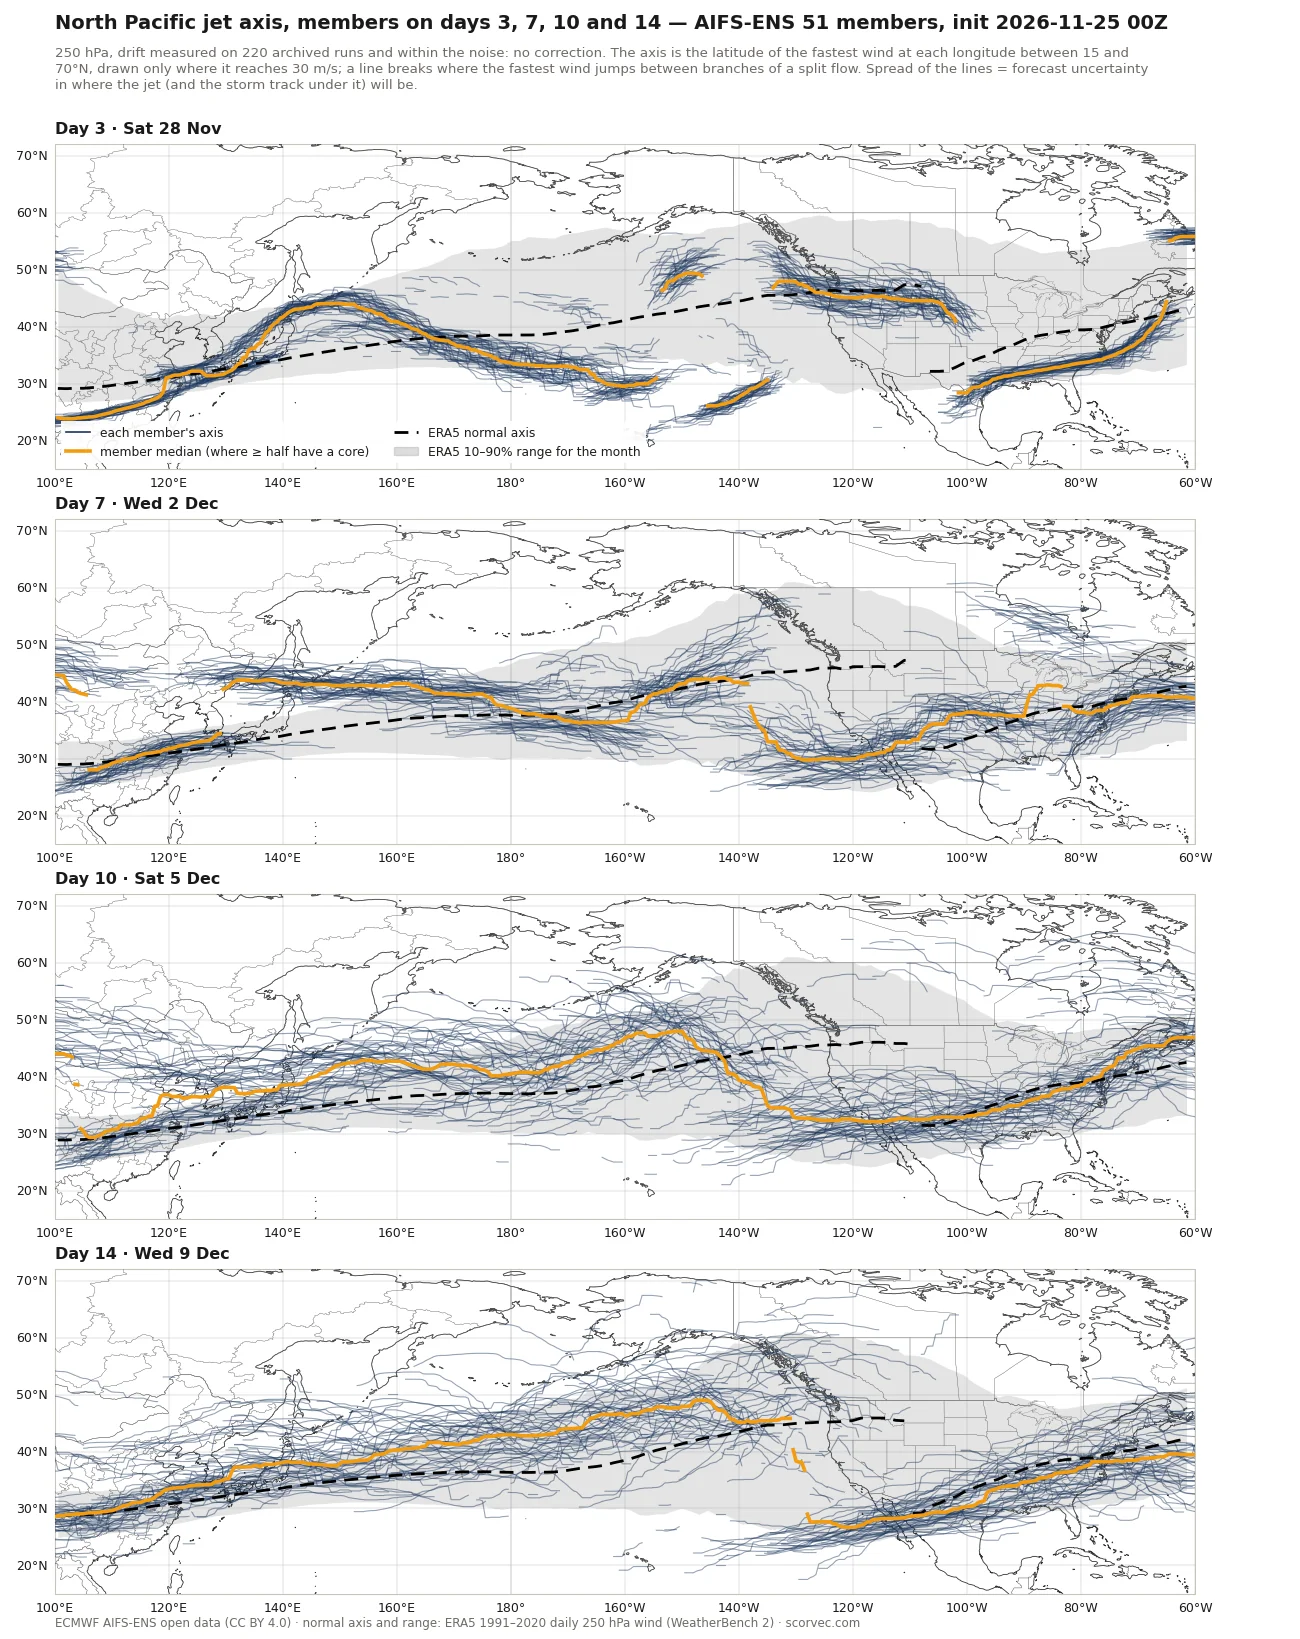 North Pacific jet axis, members on days 3, 7, 10 and 14 — AIFS-ENS 51 members, init 2026-11-25 00Z
250 hPa, drift measured on 220 archived runs and within the noise: no correction. The axis is the latitude of the fastest wind at each longitude between 15 and
70°N, drawn only where it reaches 30 m/s; a line breaks where the fastest wind jumps between branches of a split flow. Spread of the lines = forecast uncertainty
in where the jet (and the storm track under it) will be.
Day 3 · Sat 28 Nov
70°N
60°N
50°N
40°N
30°N
20°N
each member's axis
member median (where ≥ half have a core)
ERA5 normal axis
ERA5 10–90% range for the month
100°E 120°E 140°E 160°E 180° 160°W 140°W 120°W 100°W 80°W 60°W
Day 7 · Wed 2 Dec
70°N
60°N
50°N
40°N
30°N
20°N
100°E 120°E 140°E 160°E 180° 160°W 140°W 120°W 100°W 80°W 60°W
Day 10 · Sat 5 Dec
70°N
60°N
50°N
40°N
30°N
20°N
100°E 120°E 140°E 160°E 180° 160°W 140°W 120°W 100°W 80°W 60°W
Day 14 · Wed 9 Dec
70°N
60°N
50°N
40°N
30°N
20°N
100°E 120°E 140°E 160°E 180° 160°W 140°W 120°W 100°W 80°W 60°W
ECMWF AIFS-ENS open data (CC BY 4.0) · normal axis and range: ERA5 1991–2020 daily 250 hPa wind (WeatherBench 2) · scorvec.com